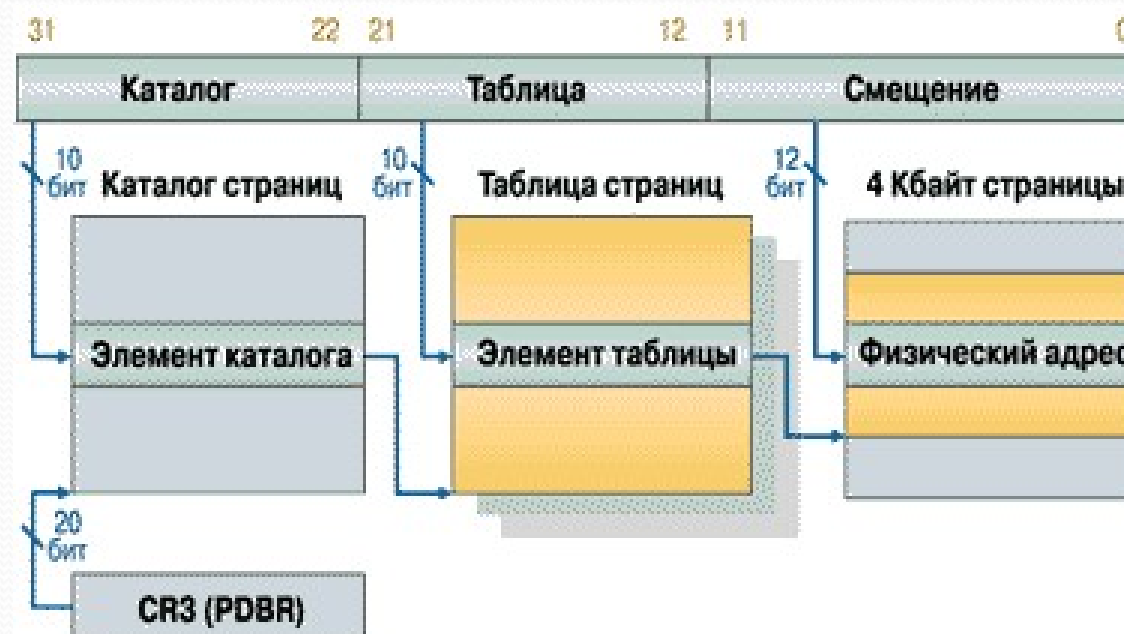 31 22 21 12 11
Каталог Таблица Смещение
10 бит 10 бит 12 бит
Каталог страниц Таблица страниц 4 Кбайт страницы
Элемент каталога Элемент таблицы Физический адрес
20 бит
CR3 (PDBR)